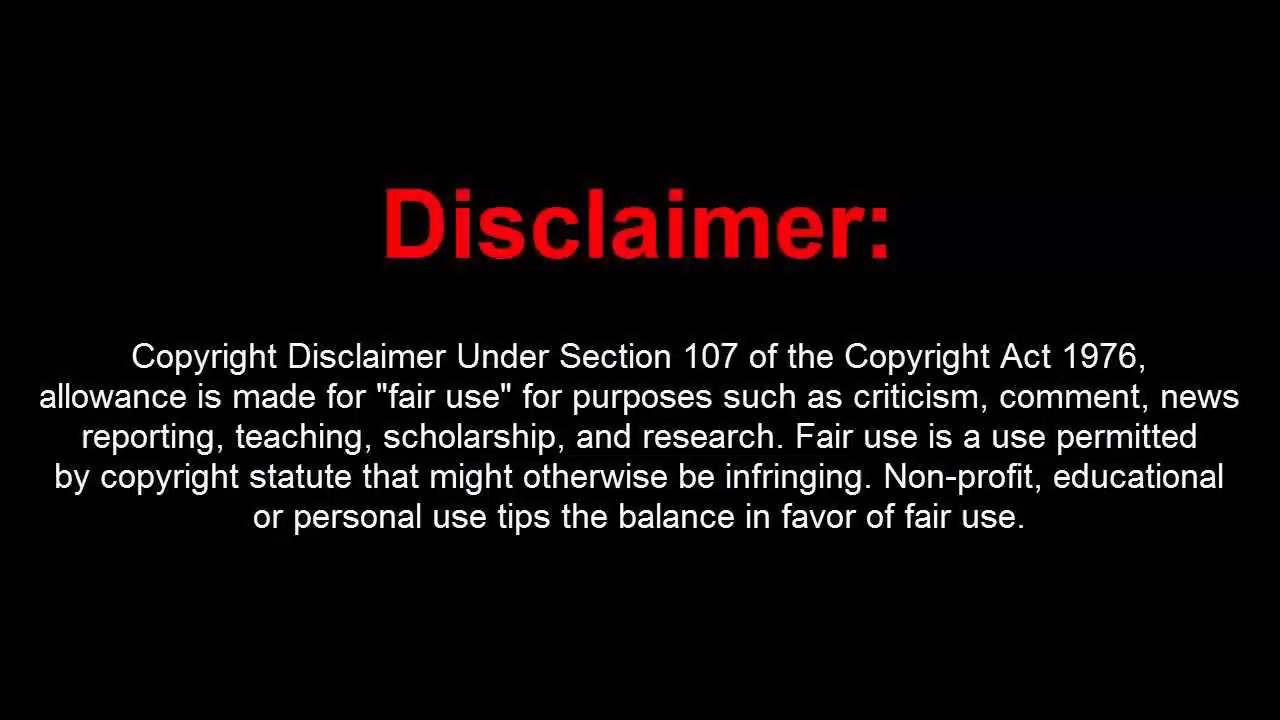 Disclaimer:
Copyright Disclaimer Under Section 107 of the Copyright Act 1976,
allowance is made for "fair use" for purposes such as criticism, comment, news
reporting, teaching, scholarship, and research. Fair use is a use permitted
by copyright statute that might otherwise be infringing. Non-profit, educational
or personal use tips the balance in favor of fair use.